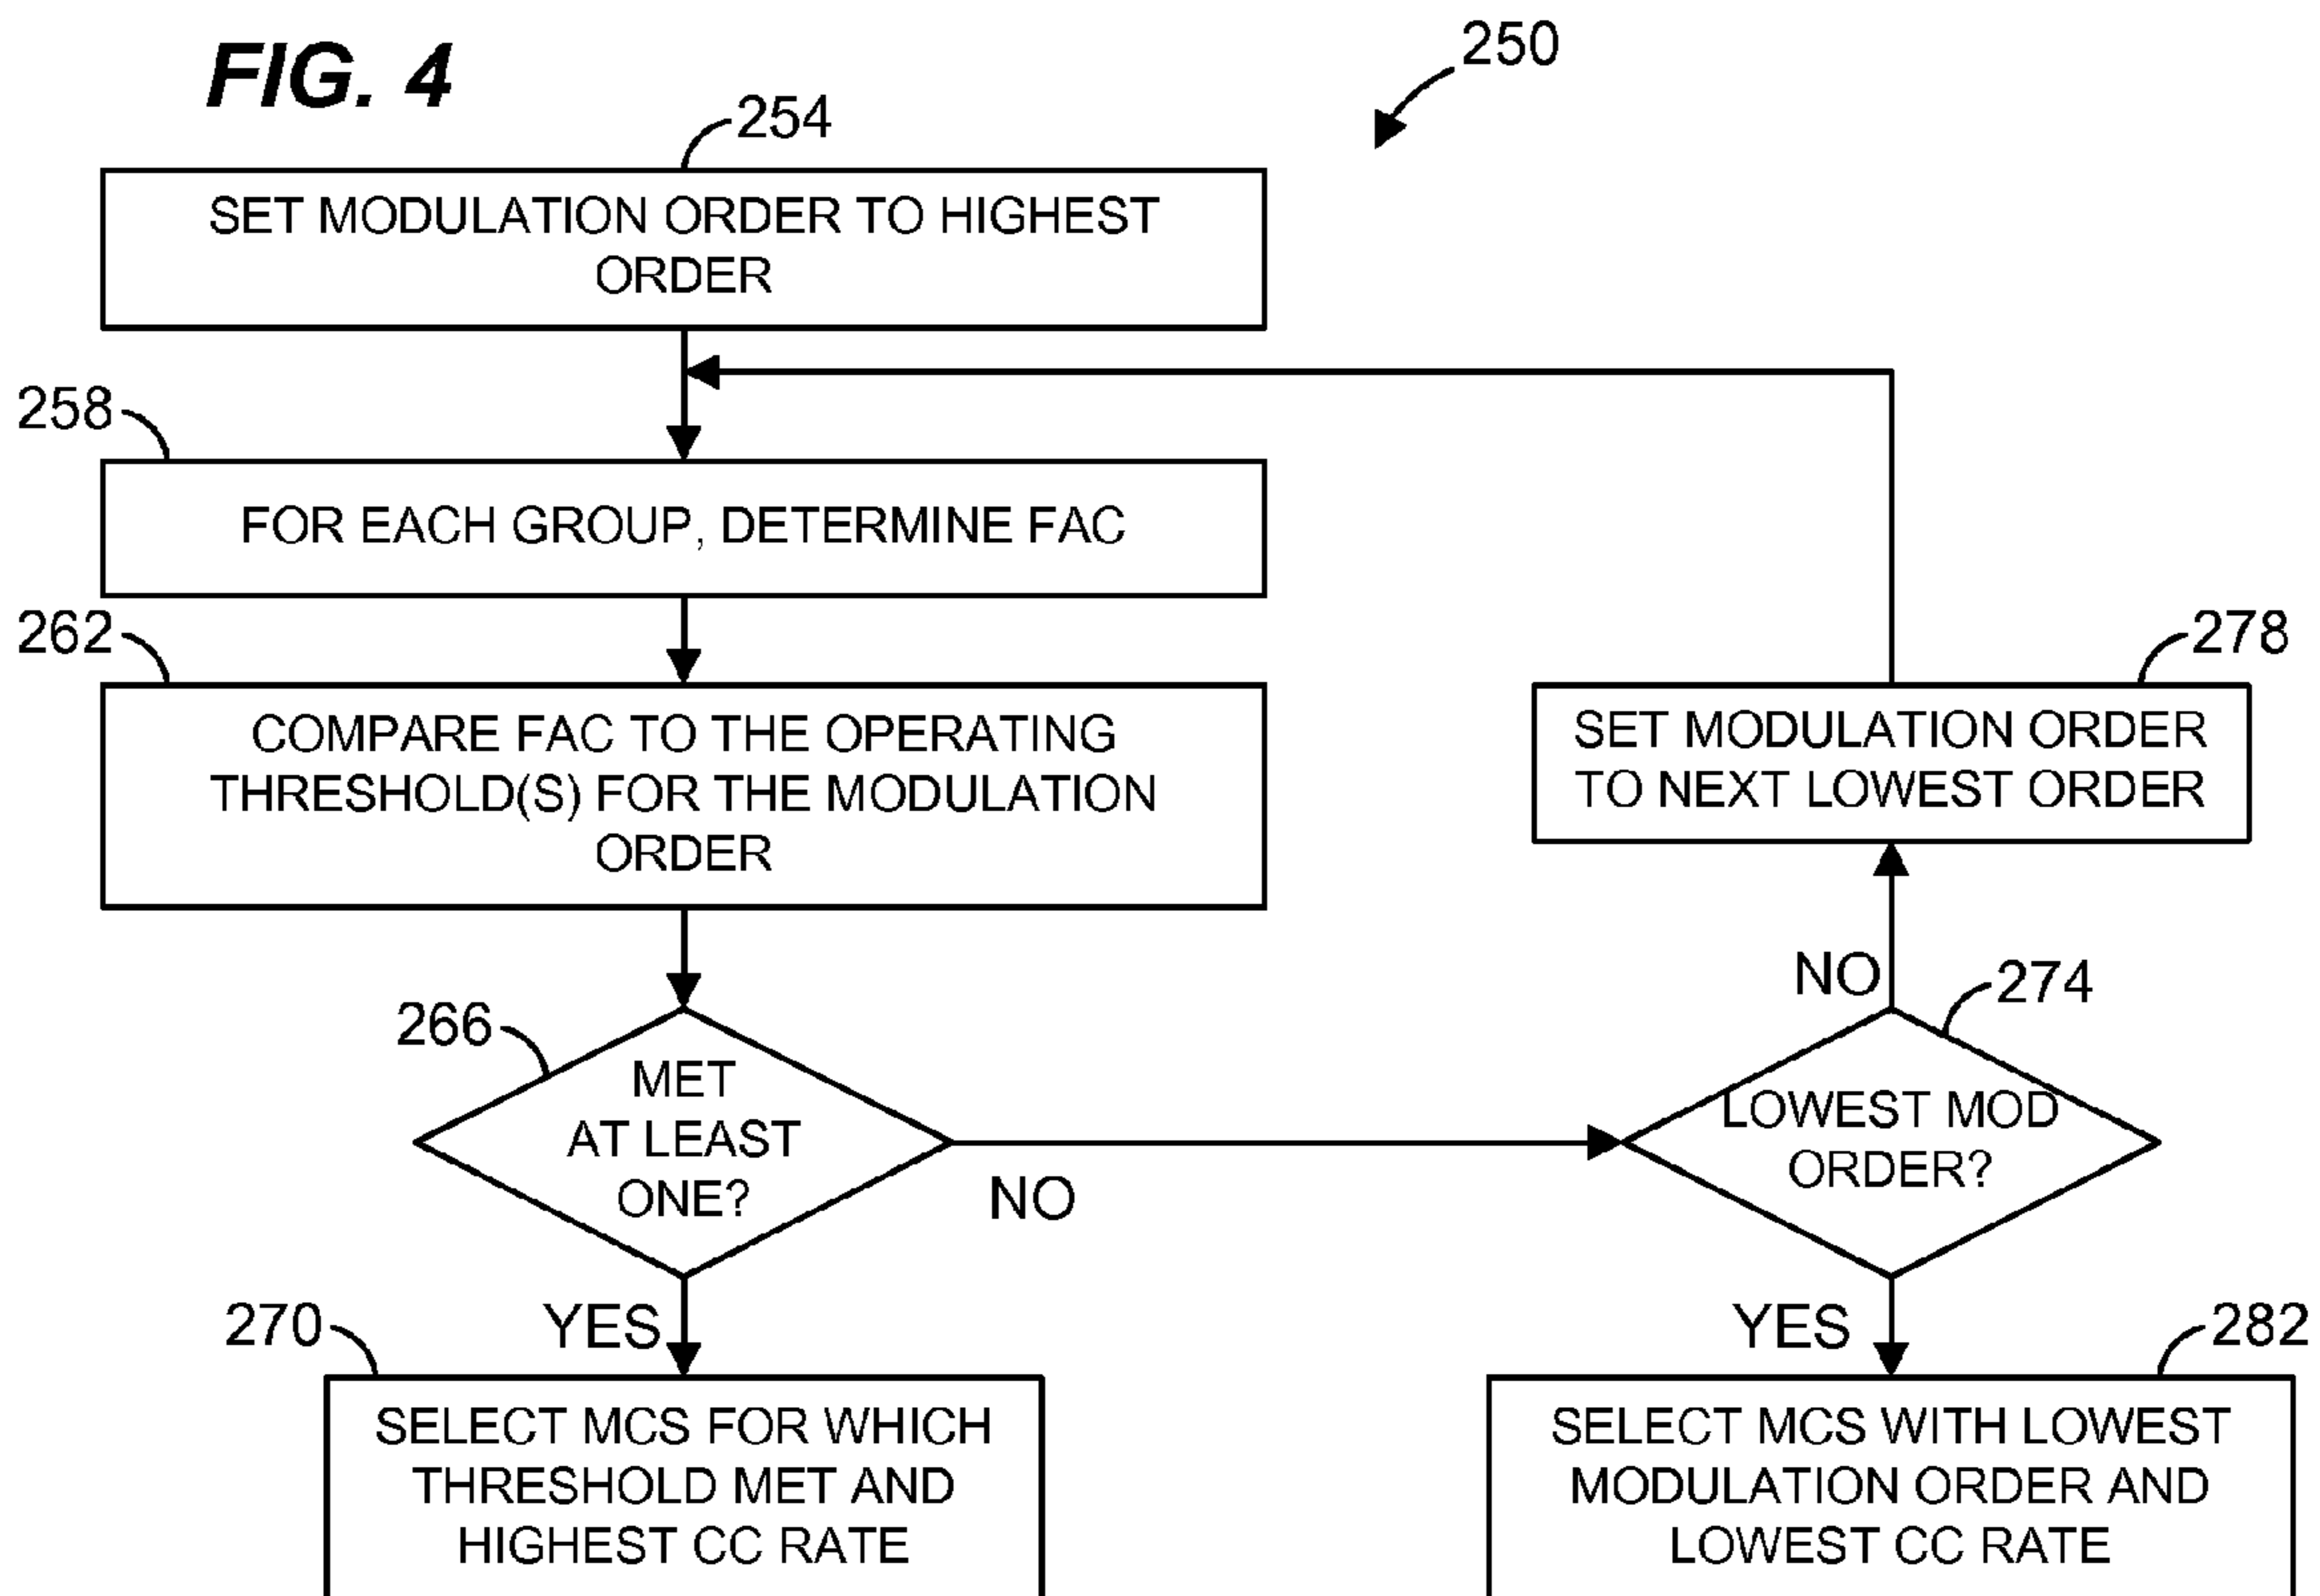 FIG. 4
250
254
SET MODULATION ORDER TO HIGHEST
ORDER
258
FOR EACH GROUP, DETERMINE FAC
262
COMPARE FAC TO THE OPERATING
THRESHOLD(S) FOR THE MODULATION
ORDER
278
SET MODULATION ORDER
TO NEXT LOWEST ORDER
266
MET
AT LEAST
ONE?
NO
NO
274
LOWEST MOD
ORDER?
YES
270
SELECT MCS FOR WHICH
THRESHOLD MET AND
HIGHEST CC RATE
YES
282
SELECT MCS WITH LOWEST
MODULATION ORDER AND
LOWEST CC RATE